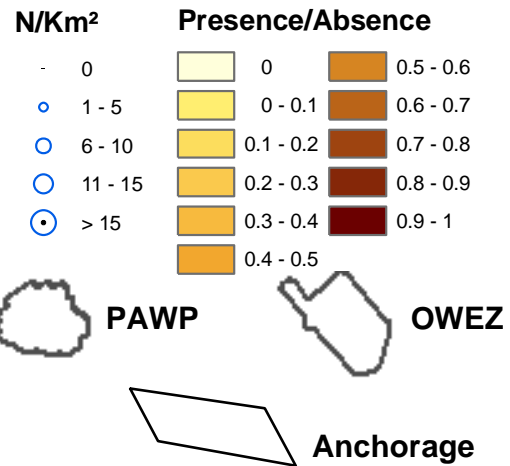 N/Km²
0
1 - 5
6 - 10
11 - 15
> 15
Presence/Absence
0
0 - 0.1
0.1 - 0.2
0.2 - 0.3
0.3 - 0.4
0.4 - 0.5
0.5 - 0.6
0.6 - 0.7
0.7 - 0.8
0.8 - 0.9
0.9 - 1
PAWP
OWEZ
Anchorage